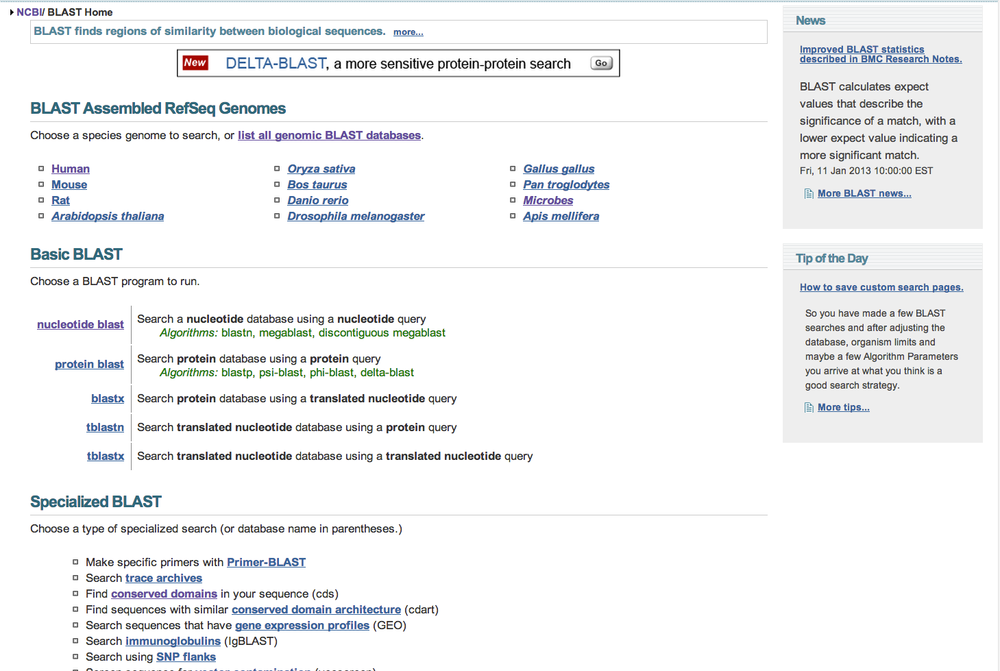 NCBI/ BLAST Home
BLAST finds regions of similarity between biological sequences. more...
New DELTA-BLAST, a more sensitive protein-protein search Go
BLAST Assembled RefSeq Genomes
Choose a species genome to search, or list all genomic BLAST databases.
Human
Mouse
Rat
Arabidopsis thaliana
Oryza sativa
Bos taurus
Danio rerio
Drosophila melanogaster
Gallus gallus
Pan troglodytes
Microbes
Apis mellifera
Basic BLAST
Choose a BLAST program to run.
nucleotide blast Search a nucleotide database using a nucleotide query
Algorithms: blastn, megablast, discontiguous megablast
protein blast Search protein database using a protein query
Algorithms: blastp, psi-blast, phi-blast, delta-blast
blastx Search protein database using a translated nucleotide query
tblastn Search translated nucleotide database using a protein query
tblastx Search translated nucleotide database using a translated nucleotide query
Specialized BLAST
Choose a type of specialized search (or database name in parentheses.)
Make specific primers with Primer-BLAST
Search trace archives
Find conserved domains in your sequence (cds)
Find sequences with similar conserved domain architecture (cdart)
Search sequences that have gene expression profiles (GEO)
Search immunoglobulins (IgBLAST)
Search using SNP flanks
News
Improved BLAST statistics
described in BMC Research Notes.
BLAST calculates expect
values that describe the
significance of a match, with a
lower expect value indicating a
more significant match.
Fri, 11 Jan 2013 10:00:00 EST
More BLAST news...
Tip of the Day
How to save custom search pages.
So you have made a few BLAST
searches and after adjusting the
database, organism limits and
maybe a few Algorithm Parameters
you arrive at what you think is a
good search strategy.
More tips...